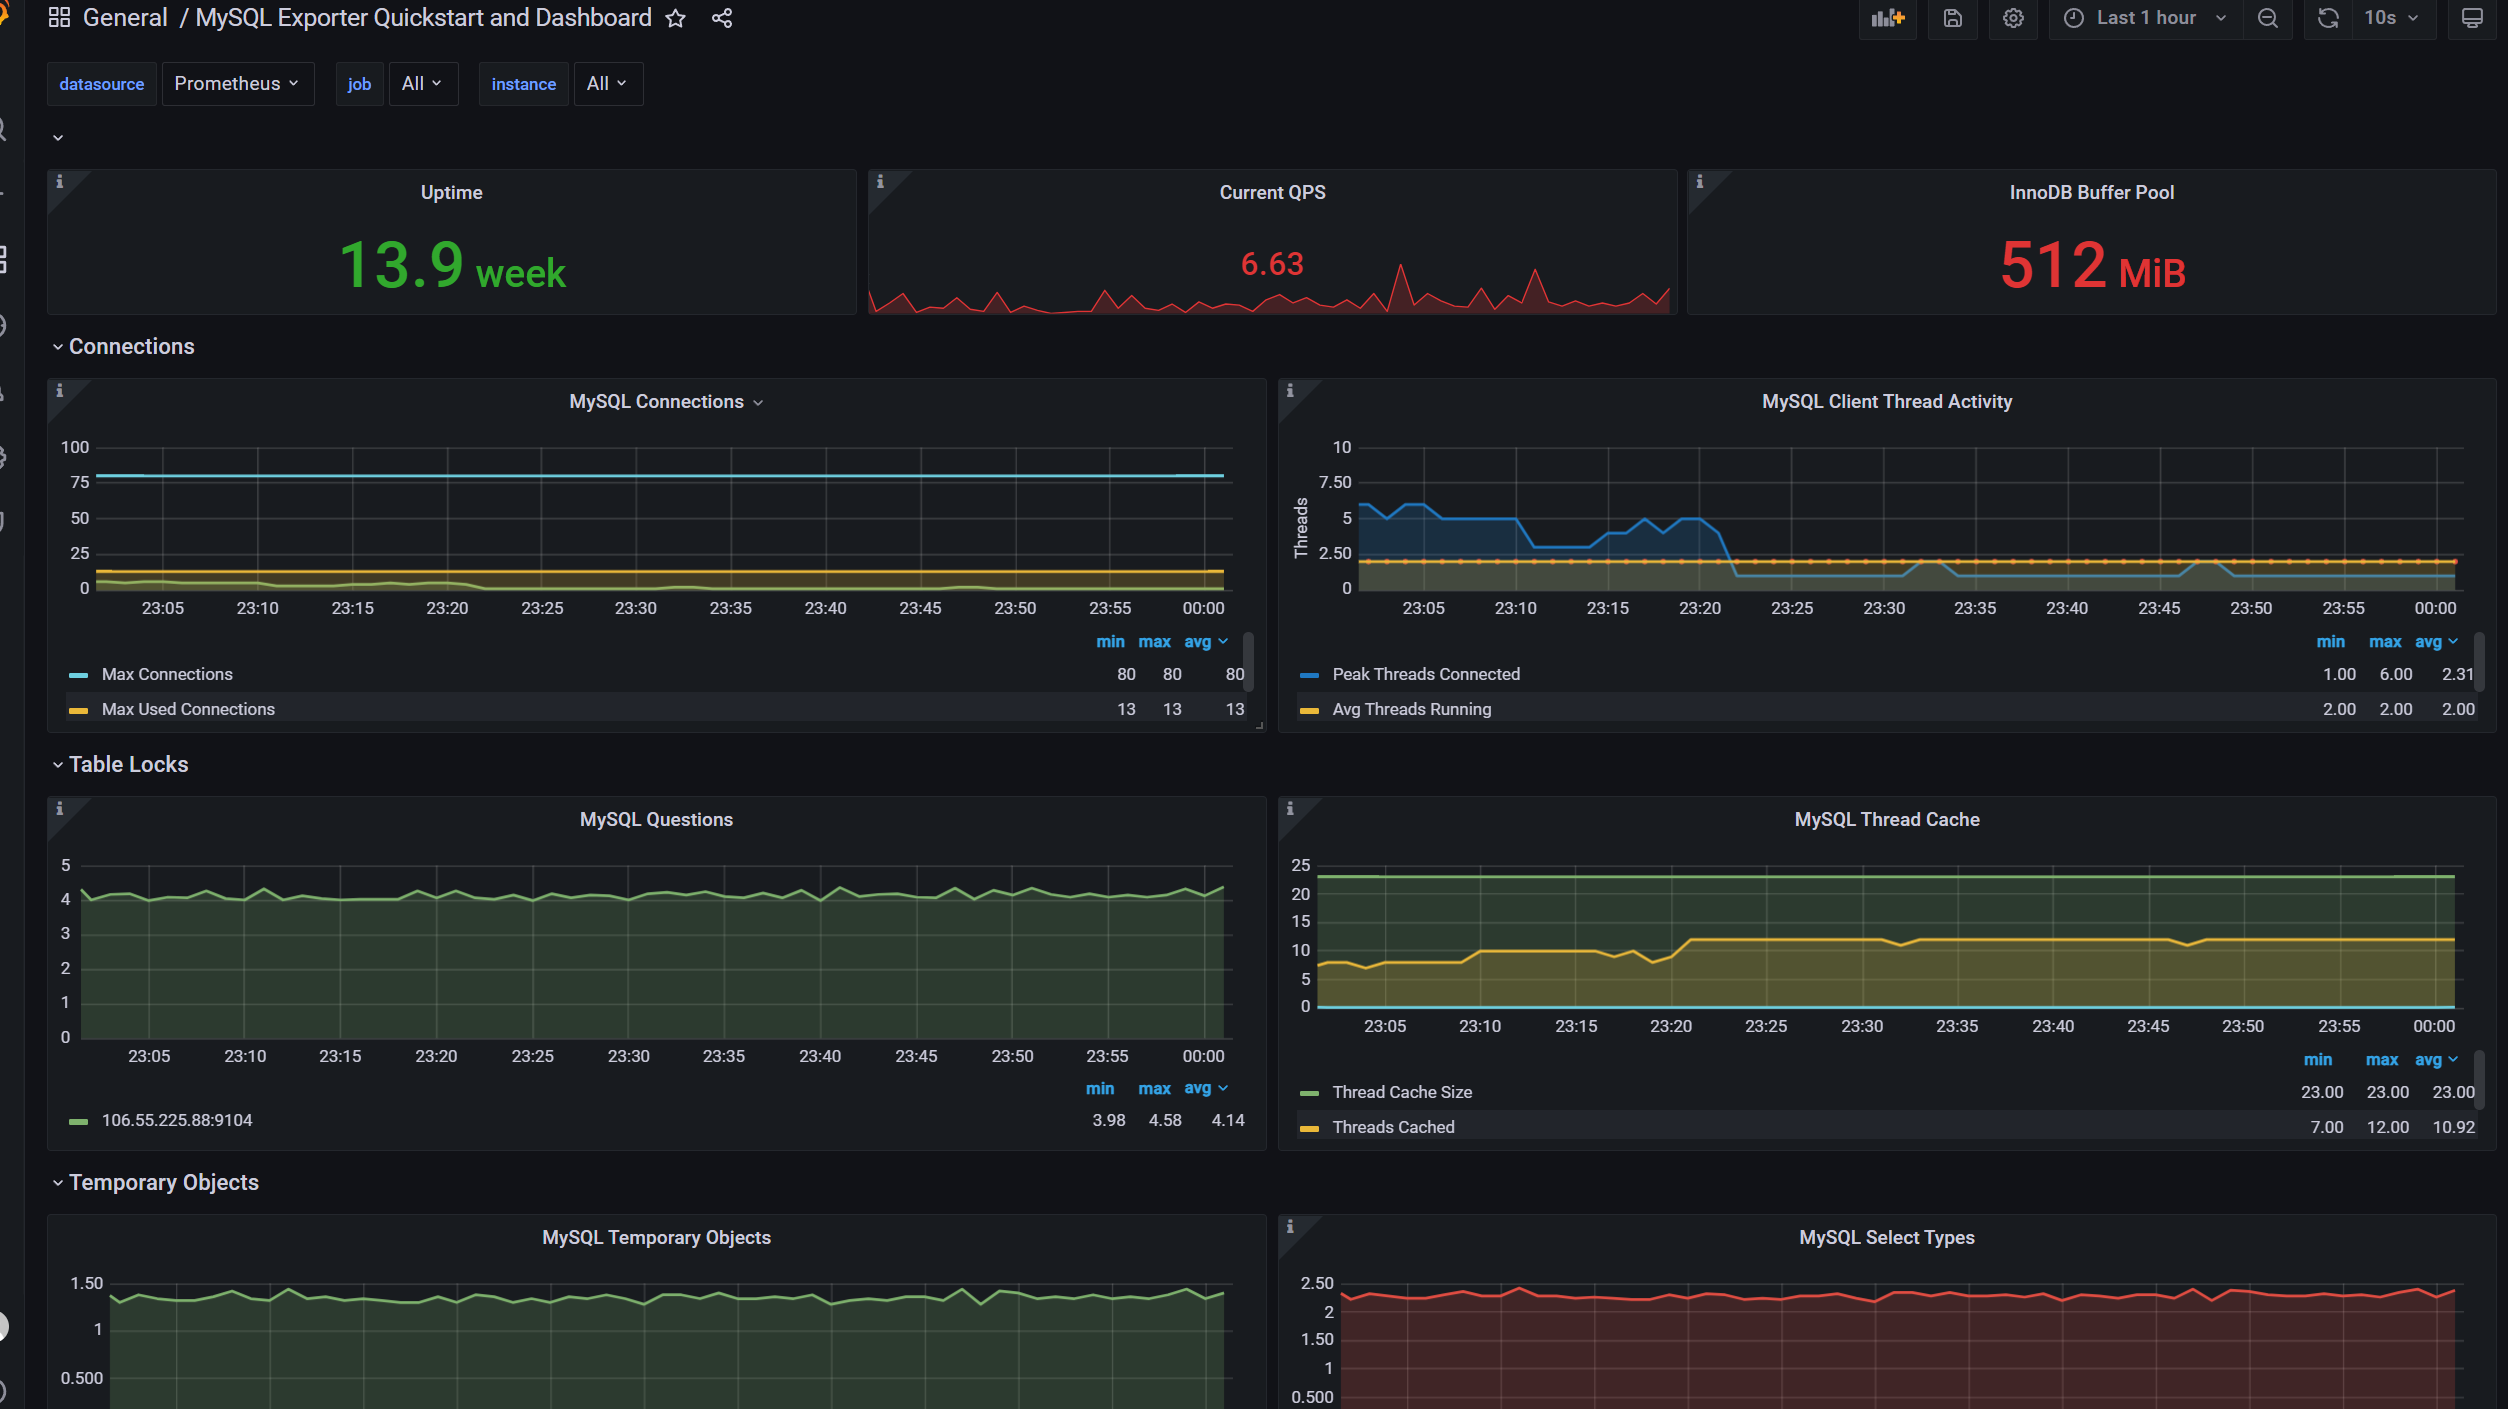 General / MySQL Exporter Quickstart and Dashboard
Last 1 hour
10s
datasource Prometheus job All instance All
Uptime
13.9 week
Current QPS
6.63
InnoDB Buffer Pool
512 MiB
Connections
MySQL Connections
100
75
50
25
0
23:05 23:10 23:15 23:20 23:25 23:30 23:35 23:40 23:45 23:50 23:55 00:00
min max avg
Max Connections 80 80 80
Max Used Connections 13 13 13
MySQL Client Thread Activity
Threads
10
7.50
5
2.50
0
23:05 23:10 23:15 23:20 23:25 23:30 23:35 23:40 23:45 23:50 23:55 00:00
min max avg
Peak Threads Connected 1.00 6.00 2.31
Avg Threads Running 2.00 2.00 2.00
Table Locks
MySQL Questions
5
4
3
2
1
0
23:05 23:10 23:15 23:20 23:25 23:30 23:35 23:40 23:45 23:50 23:55 00:00
min max avg
106.55.225.88:9104 3.98 4.58 4.14
MySQL Thread Cache
25
20
15
10
5
0
23:05 23:10 23:15 23:20 23:25 23:30 23:35 23:40 23:45 23:50 23:55 00:00
min max avg
Thread Cache Size 23.00 23.00 23.00
Threads Cached 7.00 12.00 10.92
Temporary Objects
MySQL Temporary Objects
1.50
1
0.500
MySQL Select Types
2.50
2
1.50
1
0.500